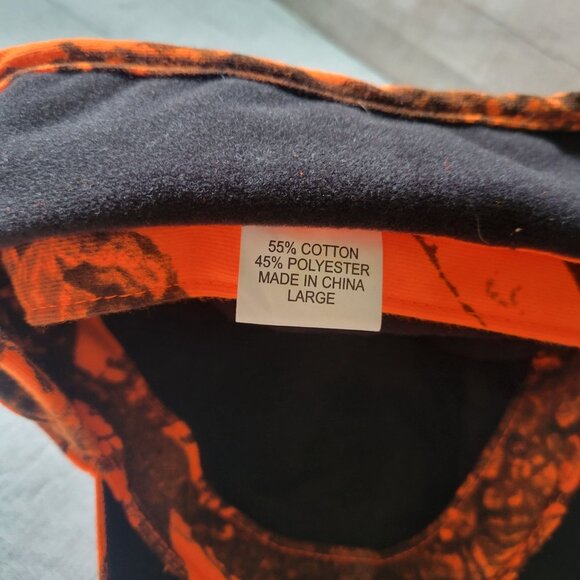 55% COTTON
45% POLYESTER
MADE IN CHINA
LARGE